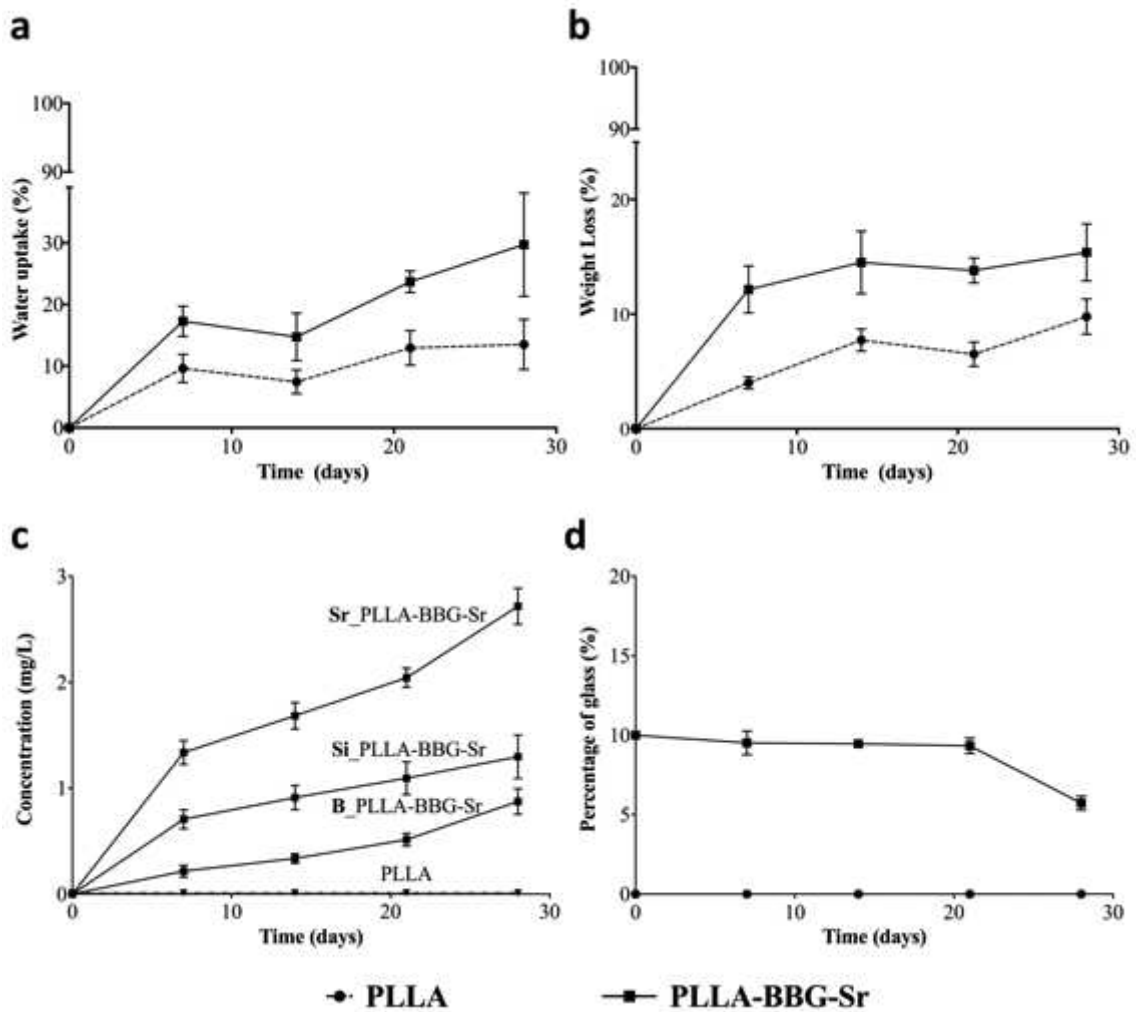 a
100
90
30
20
10
0
Water uptake (%)
0
10
20
30
Time (days)
b
100
90
20
10
0
Weight Loss (%)
0
10
20
30
Time (days)
c
3
2
1
0
Concentration (mg/L)
Sr_PLLA-BBG-Sr
Si_PLLA-BBG-Sr
B_PLLA-BBG-Sr
PLLA
0
10
20
30
Time (days)
d
20
15
10
5
0
Percentage of glass (%)
0
10
20
30
Time (days)
PLLA
PLLA-BBG-Sr